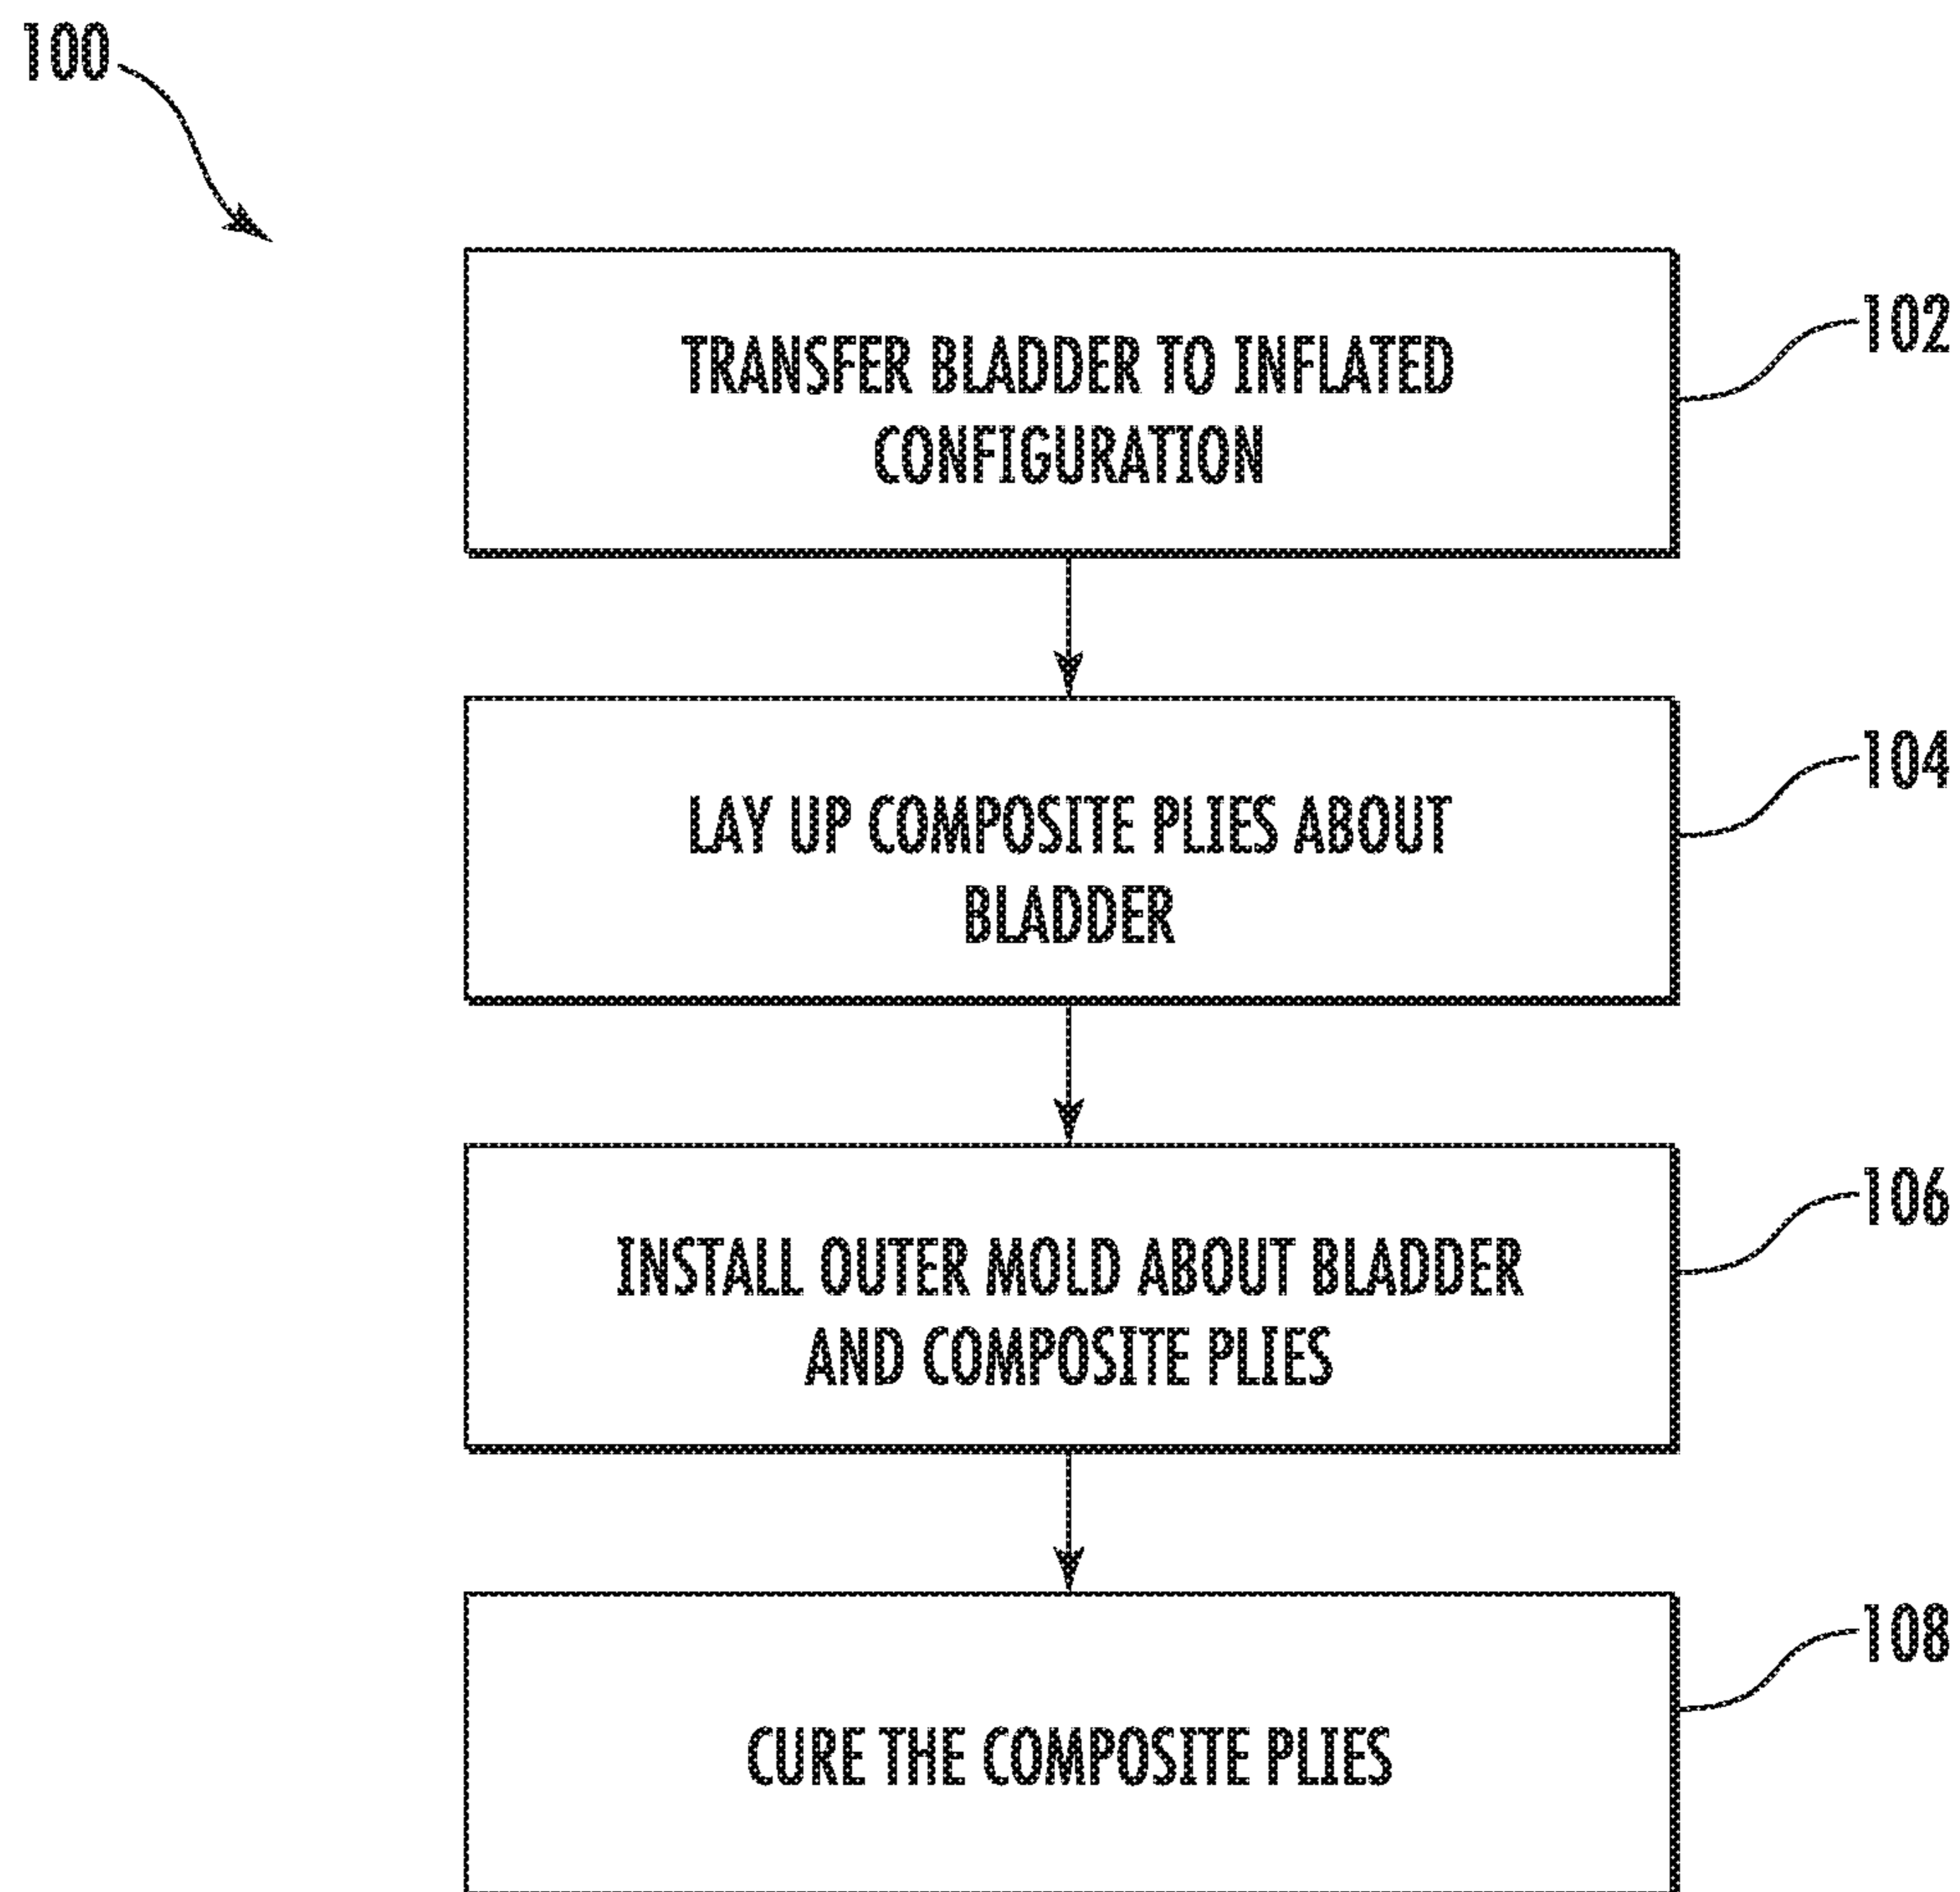 100
TRANSFER BLADDER TO INFLATED
CONFIGURATION
102
LAY UP COMPOSITE PLIES ABOUT
BLADDER
104
INSTALL OUTER MOLD ABOUT BLADDER
AND COMPOSITE PLIES
106
CURE THE COMPOSITE PLIES
108